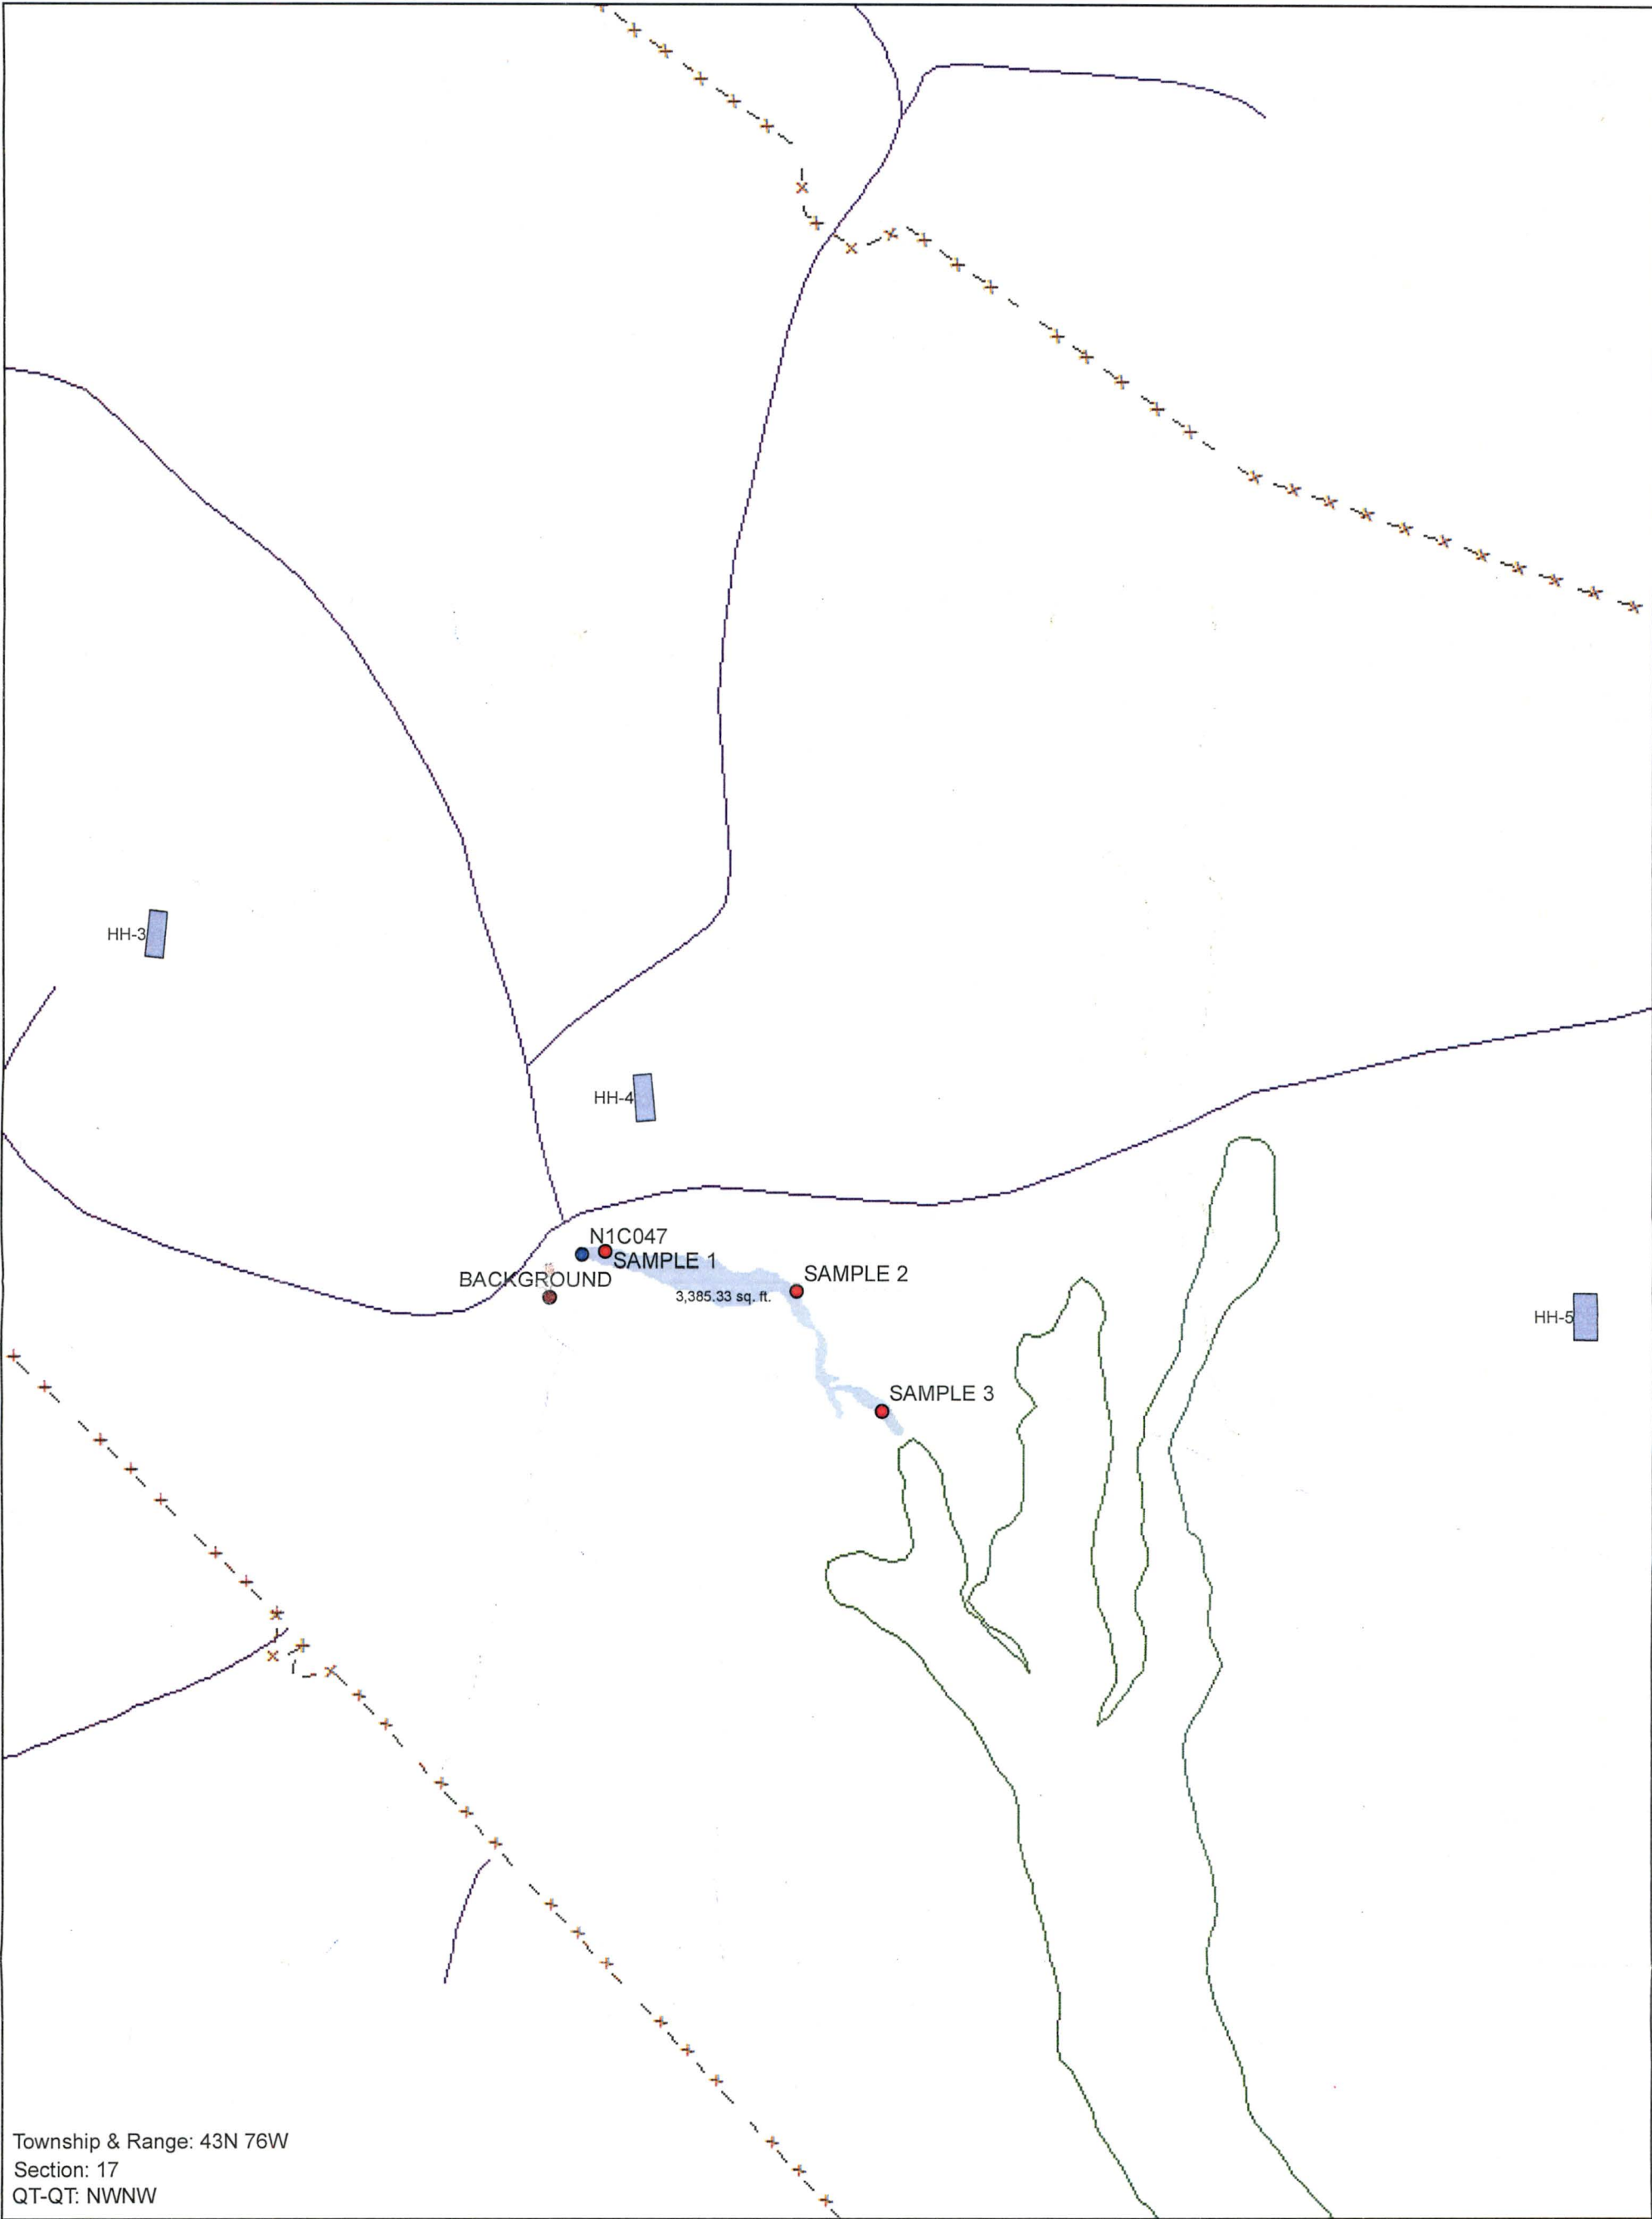 HH-3
HH-4
N1C047
SAMPLE 1
BACKGROUND
SAMPLE 2
3,385.33 sq. ft.
HH-5
SAMPLE 3
Township & Range: 43N 76W
Section: 17
QT-QT: NWNW